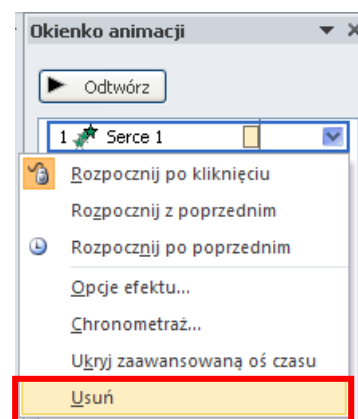 Okienko animacji
Odtwórz
1 Serce 1
Rozpocznij po kliknięciu
Rozpocznij z poprzednim
Rozpocznij po poprzednim
Opcje efektu...
Chronometraż...
Ukryj zaawansowaną oś czasu
Usuń